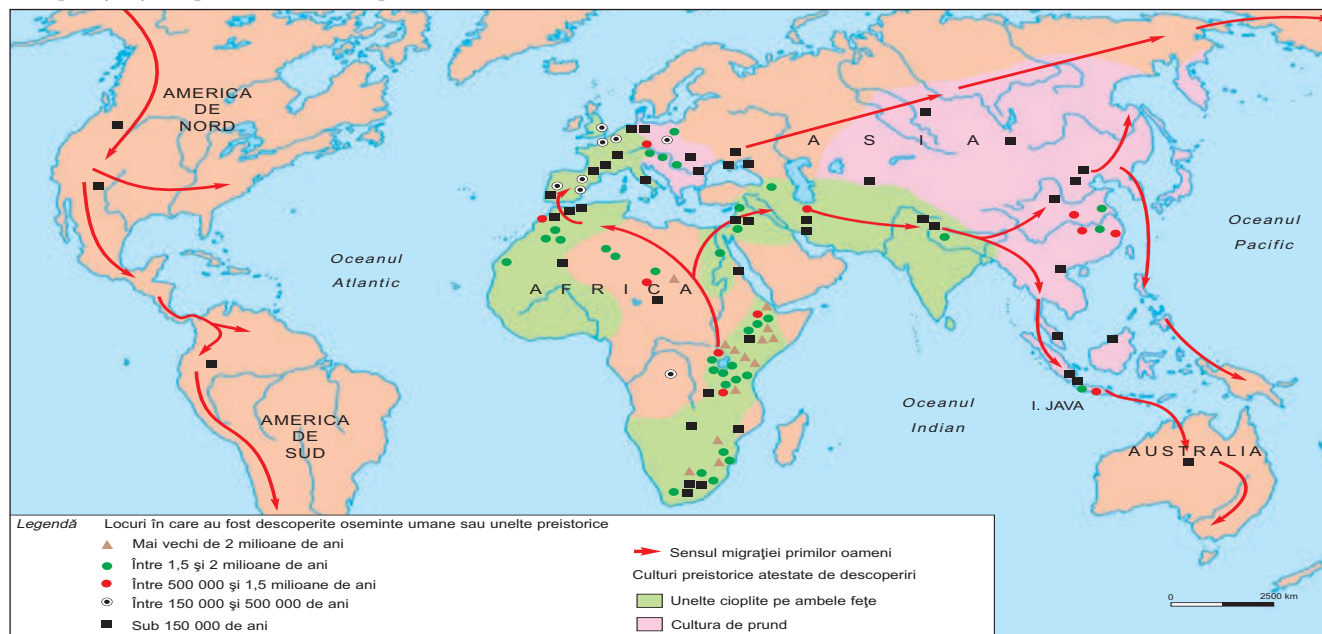 AMERICA
DE
NORD
A S I A
Oceanul
Pacific
Oceanul
Atlantic
A F R I C A
Oceanul
Indian
I. JAVA
AMERICA
DE
SUD
AUSTRALIA
Legendă Locuri în care au fost descoperite oseminte umane sau unelte preistorice
Mai vechi de 2 milioane de ani
Între 1,5 şi 2 milioane de ani
Între 500 000 şi 1,5 milioane de ani
Între 150 000 şi 500 000 de ani
Sub 150 000 de ani
Sensul migraţiei primilor oameni
Culturi preistorice atestate de descoperiri
Unelte cioplite pe ambele feţe
Cultura de prund
0 2500 km